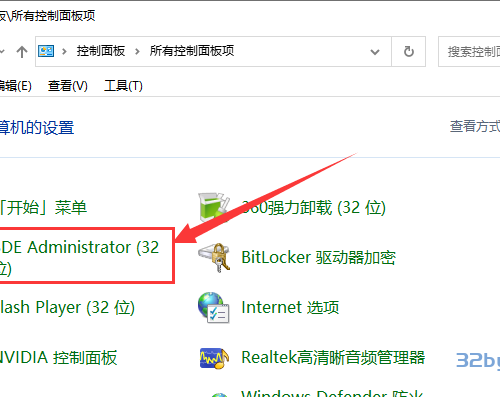 板\所有控制面板项
控制面板 > 所有控制面板项
搜索控制面
编辑(E) 查看(V) 工具(T)
算机的设置
查看方式
「开始」菜单
360强力卸载 (32 位)
BDE Administrator (32
位)
BitLocker 驱动器加密
Flash Player (32 位)
Internet 选项
NVIDIA 控制面板
Realtek高清晰音频管理器
32by
Windows Defender 防火